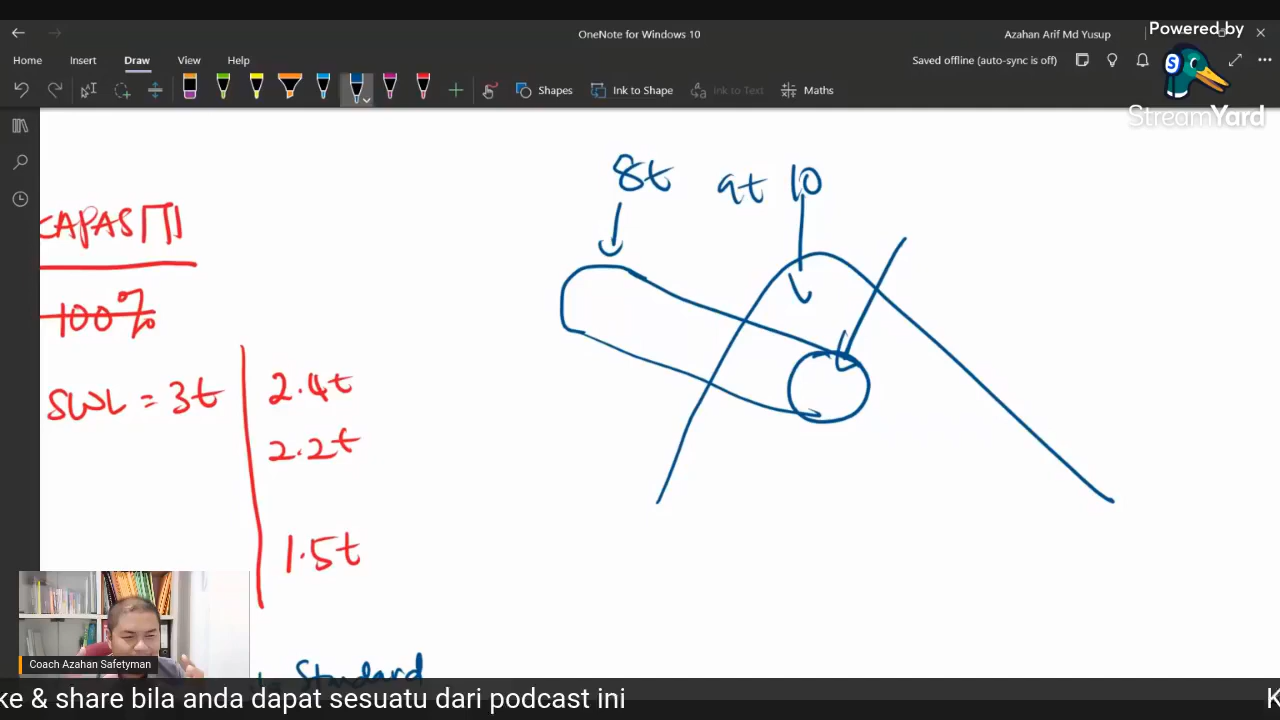 Powered by
OneNote for Windows 10
Azahan Arif Md Yusup
Home Insert Draw View Help
Saved offline (auto-sync is off)
Shapes Ink to Shape Ink to Text Maths
StreamYard
8t 9t 10
KAPASITI
100%
SWL = 3t 2.4t
2.2t
1.5t
Standard
Coach Azahan Safetyman
ke & share bila anda dapat sesuatu dari podcast ini K